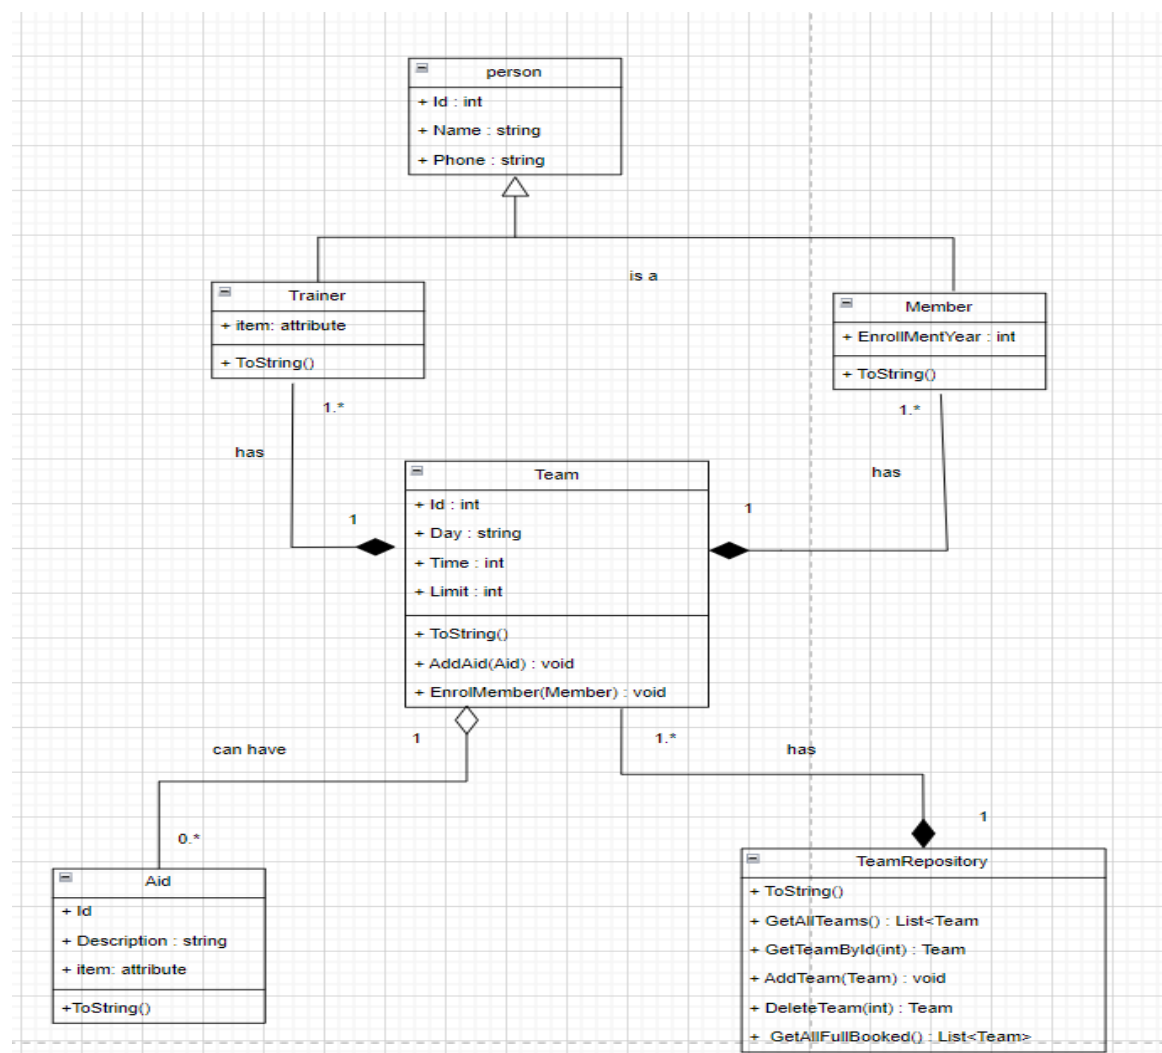 person
+ Id : int
+ Name : string
+ Phone : string
is a
Trainer
+ item: attribute
+ ToString()
Member
+ EnrollMentYear : int
+ ToString()
1.*
has
1
1.*
has
1
Team
+ Id : int
+ Day : string
+ Time : int
+ Limit : int
+ ToString()
+ AddAid(Aid) : void
+ EnrolMember(Member) : void
can have
1
0.*
1.*
has
1
Aid
+ Id
+ Description : string
+ item: attribute
+ToString()
TeamRepository
+ ToString()
+ GetAllTeams() : List<Team
+ GetTeamById(int) : Team
+ AddTeam(Team) : void
+ DeleteTeam(int) : Team
+ GetAllFullBooked() : List<Team>